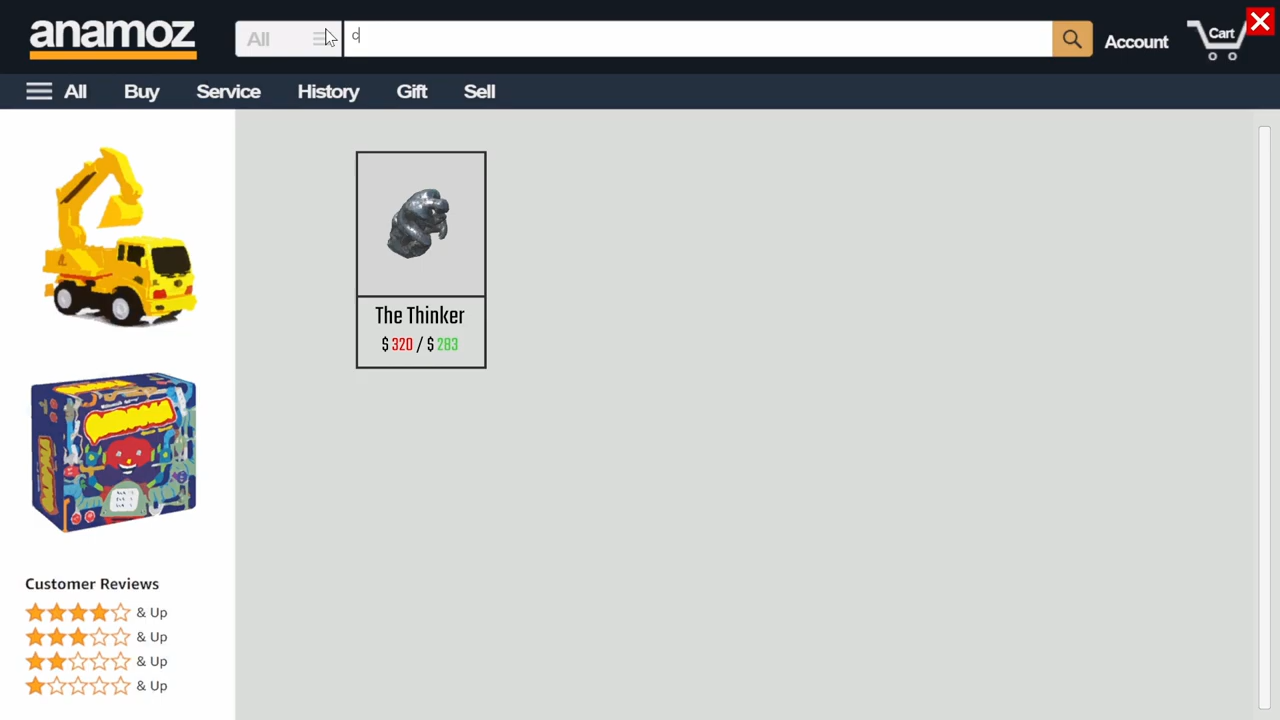 anamoz
All
c
Account
Cart
All
Buy
Service
History
Gift
Sell
The Thinker
$ 320 / $ 283
Customer Reviews
& Up
& Up
& Up
& Up